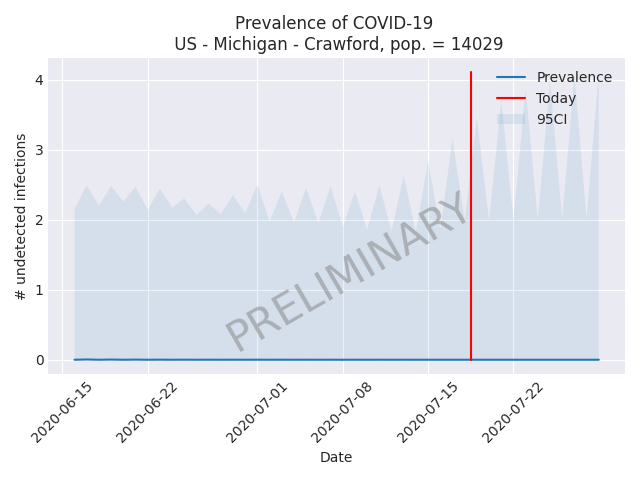 Prevalence of COVID-19
US - Michigan - Crawford, pop. = 14029
Prevalence
Today
95CI
4
3
2
1
0
# undetected infections
PRELIMINARY
2020-06-15
2020-06-22
2020-07-01
2020-07-08
2020-07-15
2020-07-22
Date